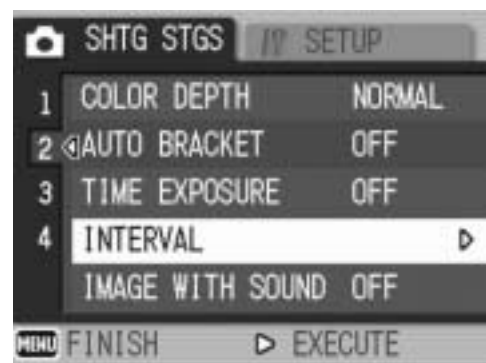 SHTG STGS SETUP
1 COLOR DEPTH NORMAL
2 AUTO BRACKET OFF
3 TIME EXPOSURE OFF
4 INTERVAL
IMAGE WITH SOUND OFF
MENU FINISH EXECUTE